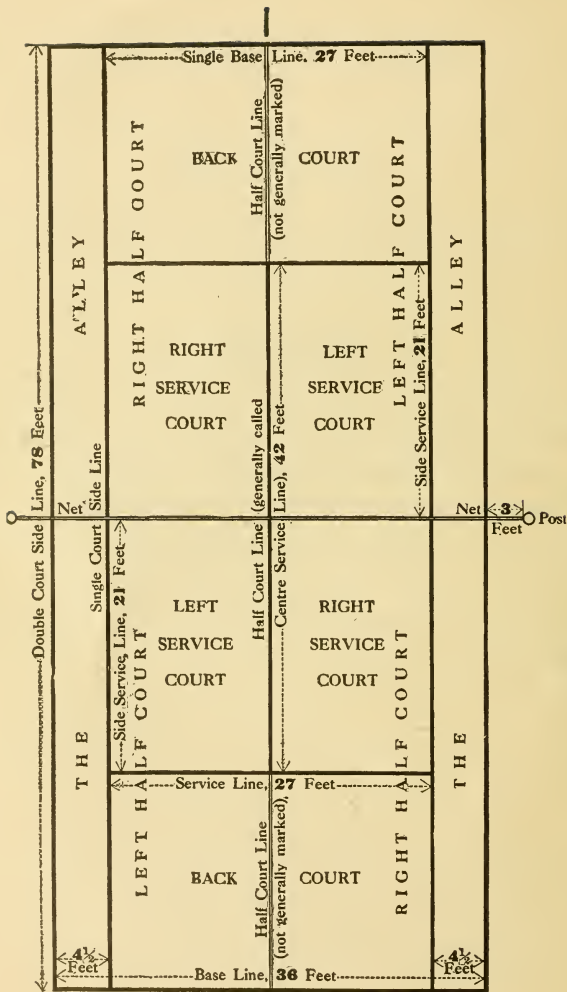 Single Base Line, 27 Feet
Half Court Line
(not generally marked)
BACK COURT
RIGHT HALF COURT
LEFT HALF COURT
ALLEY
ALLEY
Double Court Side Line, 78 Feet
Single Court Side Line
RIGHT
SERVICE
COURT
LEFT
SERVICE
COURT
Side Service Line, 21 Feet
Half Court Line (generally called
Centre Service Line), 42 Feet
Net
Net
3
Feet
Post
Side Service Line, 21 Feet
LEFT
SERVICE
COURT
RIGHT
SERVICE
COURT
THE
THE
LEFT HALF COURT
RIGHT HALF COURT
Service Line, 27 Feet
Half Court Line
(not generally marked)
BACK COURT
4½
Feet
4½
Feet
Base Line, 36 Feet